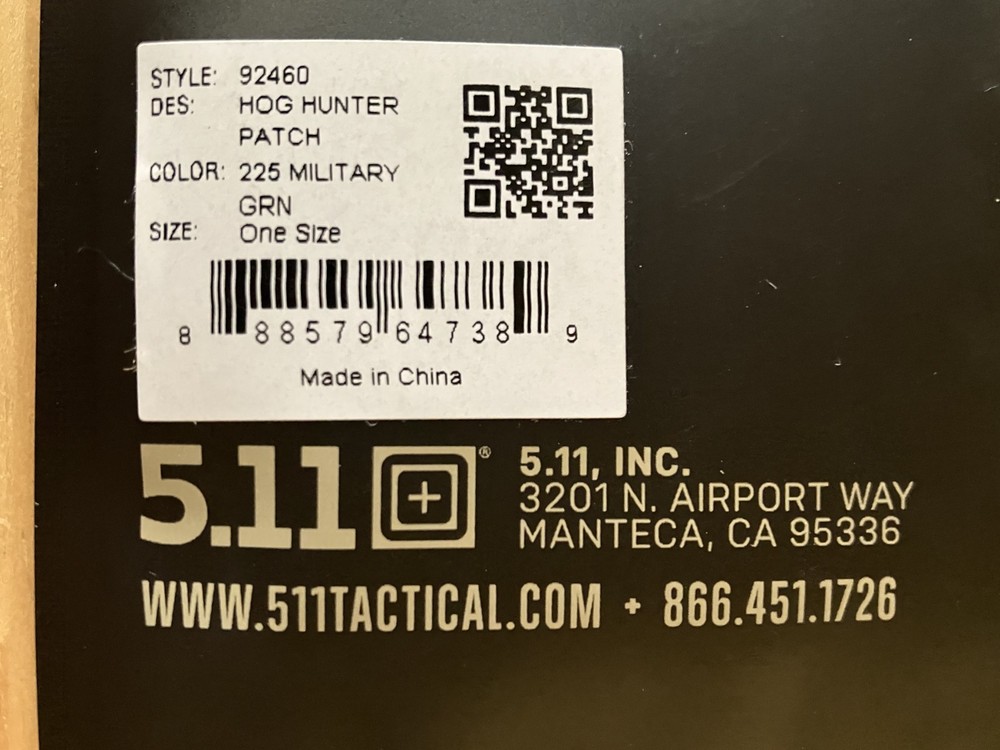 STYLE: 92460
DES: HOG HUNTER
PATCH
COLOR: 225 MILITARY
GRN
SIZE: One Size
8 88579 64738 9
Made in China
5.11 ®
5.11, INC.
3201 N. AIRPORT WAY
MANTECA, CA 95336
WWW.511TACTICAL.COM + 866.451.1726